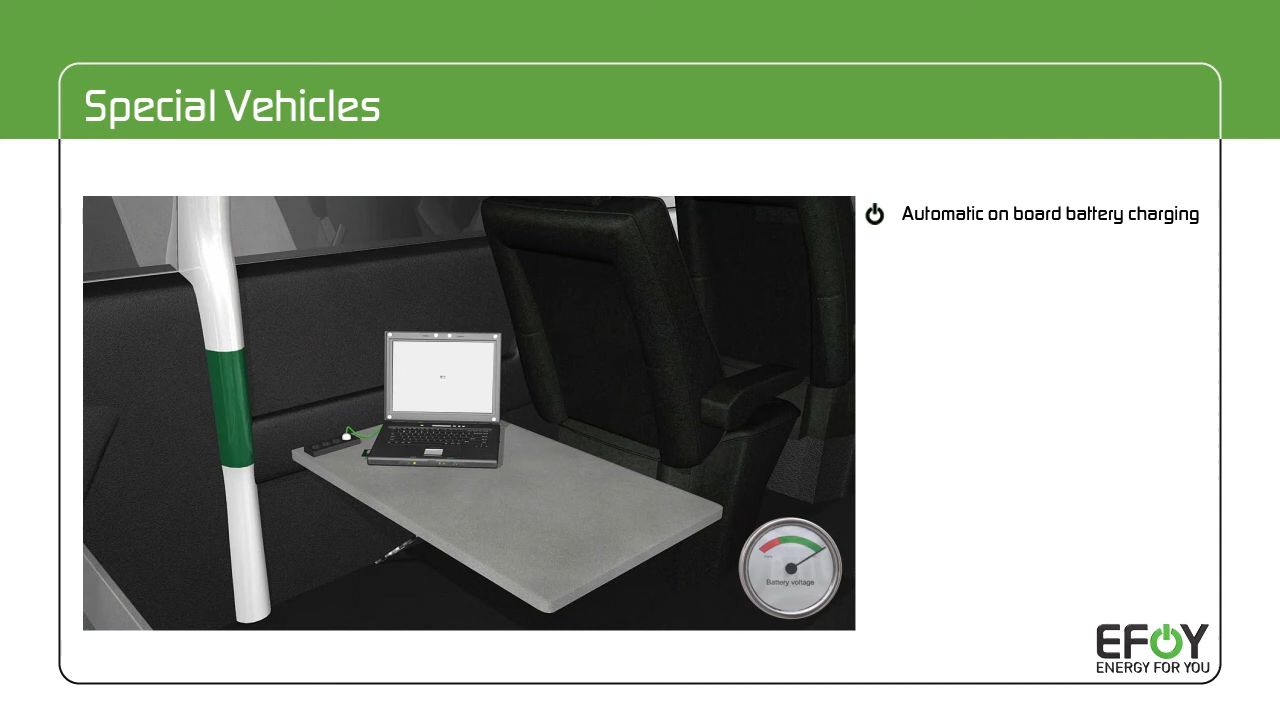 Special Vehicles
Automatic on board battery charging
Battery voltage
EFOY
ENERGY FOR YOU